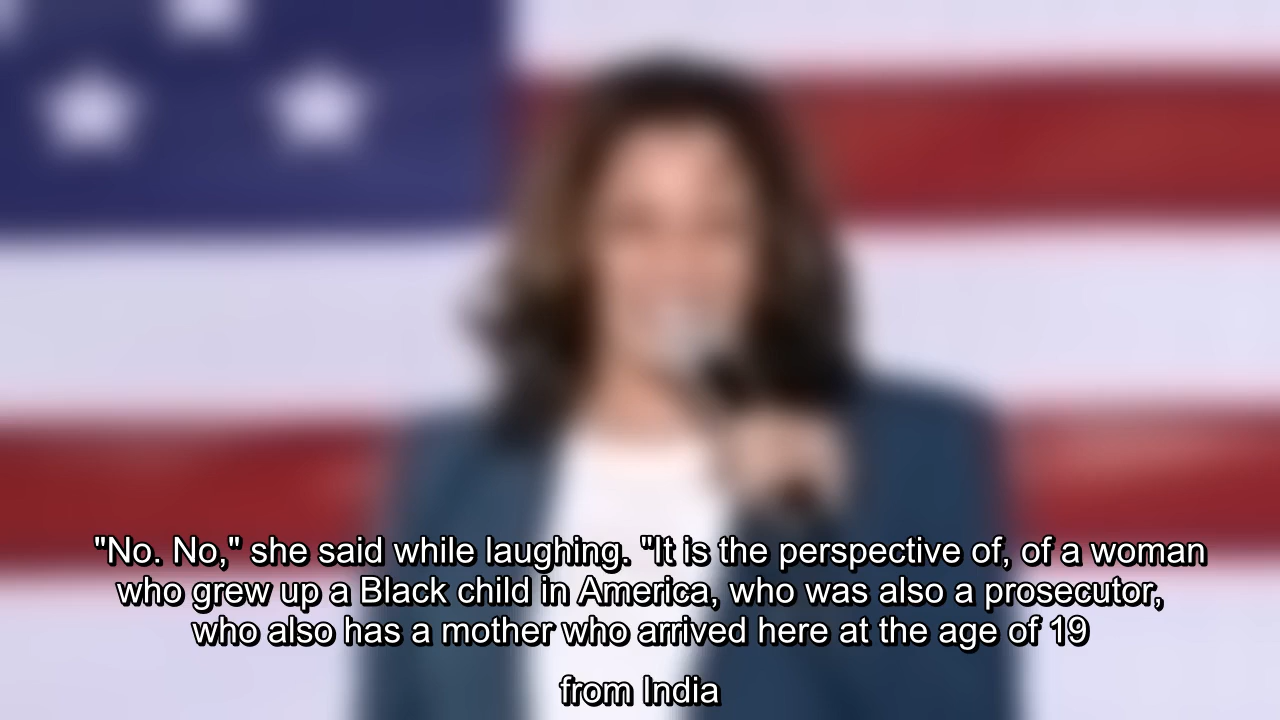 "No. No," she said while laughing. "It is the perspective of, of a woman
who grew up a Black child in America, who was also a prosecutor,
who also has a mother who arrived here at the age of 19
from India